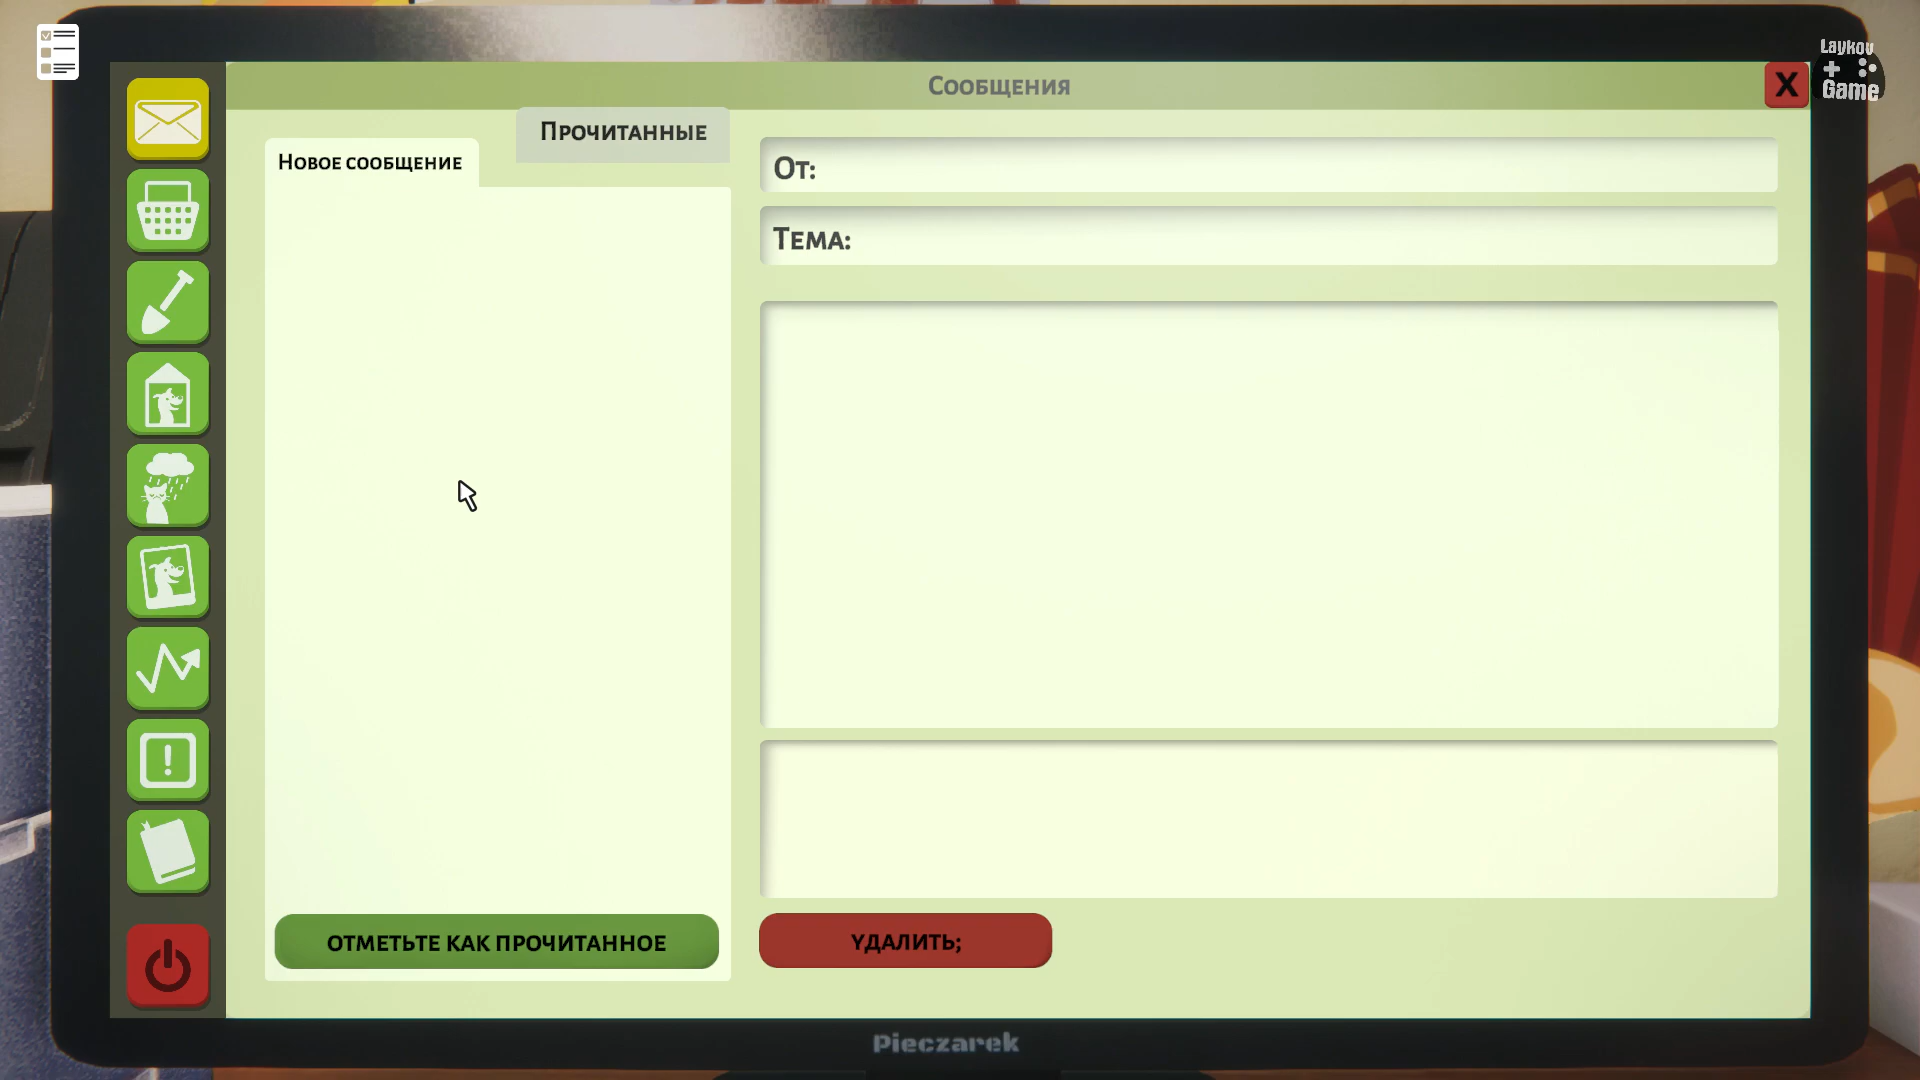 Laykov
Game
Сообщения
X
Прочитанные
Новое сообщение
От:
Тема:
ОТМЕТЬТЕ КАК ПРОЧИТАННОЕ
УДАЛИТЬ;
Pieczarek